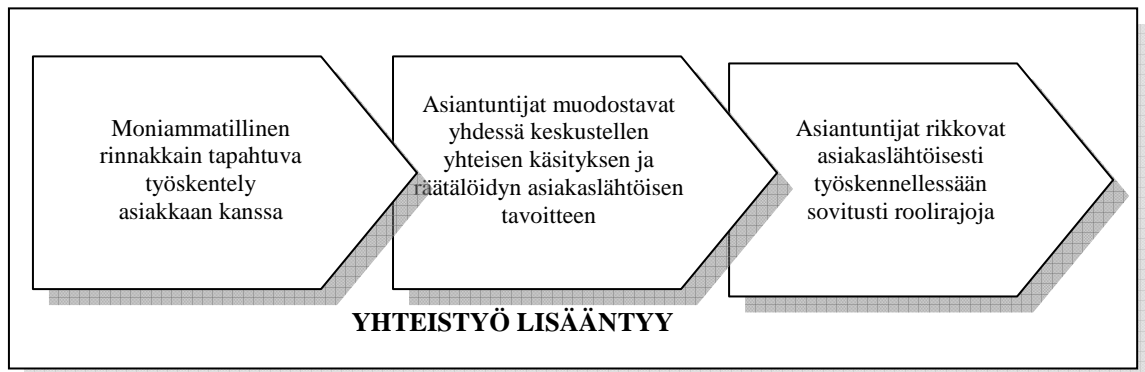 Moniammatillinen
rinnakkain tapahtuva
työskentely
asiakkaan kanssa
Asiantuntijat muodostavat
yhdessä keskustellen
yhteisen käsityksen ja
räätälöidyn asiakaslähtöisen
tavoitteen
Asiantuntijat rikkovat
asiakaslähtöisesti
työskennellessään
sovitusti roolirajoja
YHTEISTYÖ LISÄÄNTYY